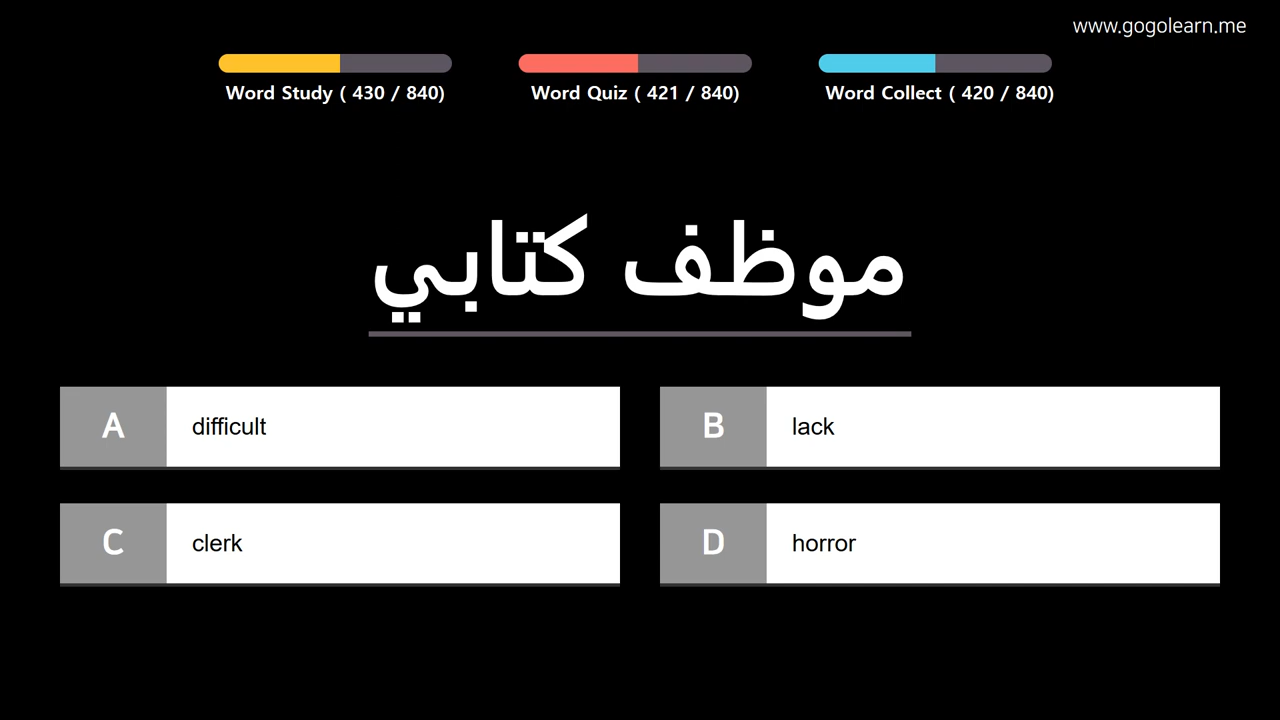 www.gogolearn.me
Word Study ( 430 / 840)
Word Quiz ( 421 / 840)
Word Collect ( 420 / 840)
موظف كتابي
A difficult
B lack
C clerk
D horror